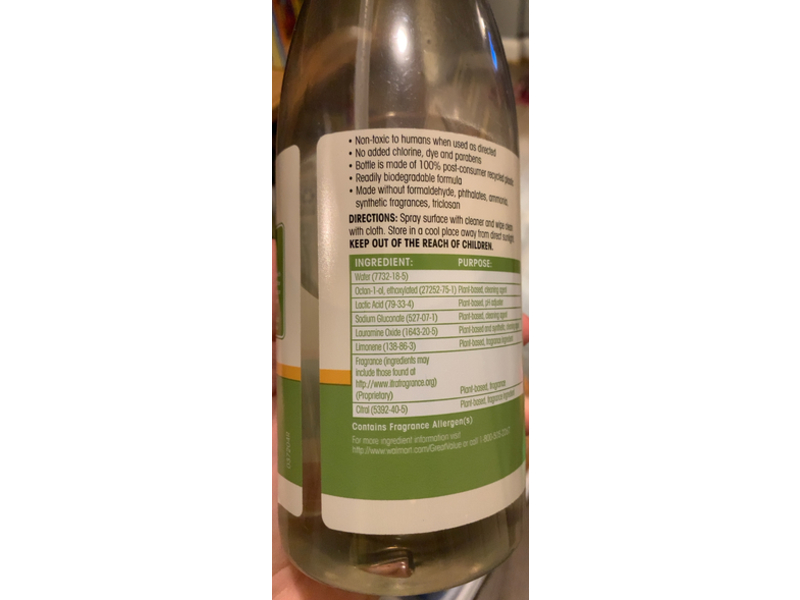 • Non-toxic to humans when used as directed
• No added chlorine, dye and parabens
• Bottle is made of 100% post-consumer recycled plastic
• Readily biodegradable formula
• Made without formaldehyde, phthalates, ammonia,
synthetic fragrances, triclosan
DIRECTIONS: Spray surface with cleaner and wipe clean
with cloth. Store in a cool place away from direct sunlight.
KEEP OUT OF THE REACH OF CHILDREN.
INGREDIENT: PURPOSE:
Water (7732-18-5)
Octan-1-ol, ethoxylated (27252-75-1) Plant-based, cleaning agent
Lactic Acid (79-33-4) Plant-based, pH adjuster
Sodium Gluconate (527-07-1) Plant-based, cleaning agent
Lauramine Oxide (1643-20-5) Plant-based and synthetic,
Limonene (138-86-3) Plant-based, fragrance ingredient
Fragrance (ingredients may
include those found at
http://www.ifrafragrance.org)
(Proprietary) Plant-based, fragrance
Citral (5392-40-5) Plant-based, fragrance ingredient
Contains Fragrance Allergen(s)
For more ingredient information visit
http://www.walmart.com/GreatValue or call